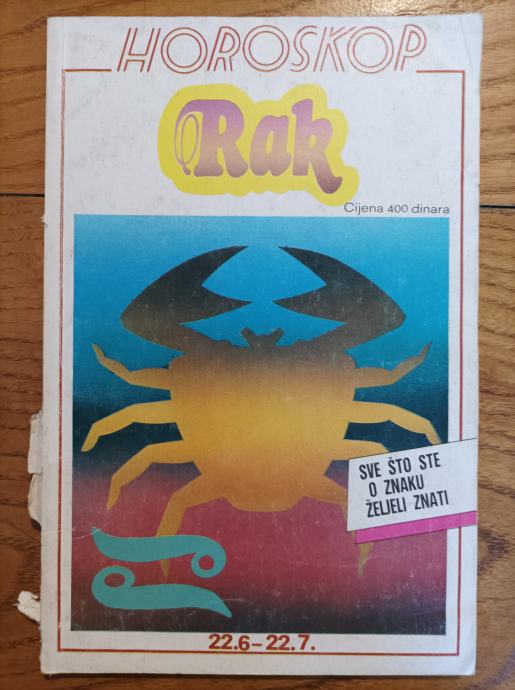 HOROSKOP
Rak
Cijena 400 dinara
SVE ŠTO STE
O ZNAKU
ŽELJELI ZNATI
22.6–22.7.